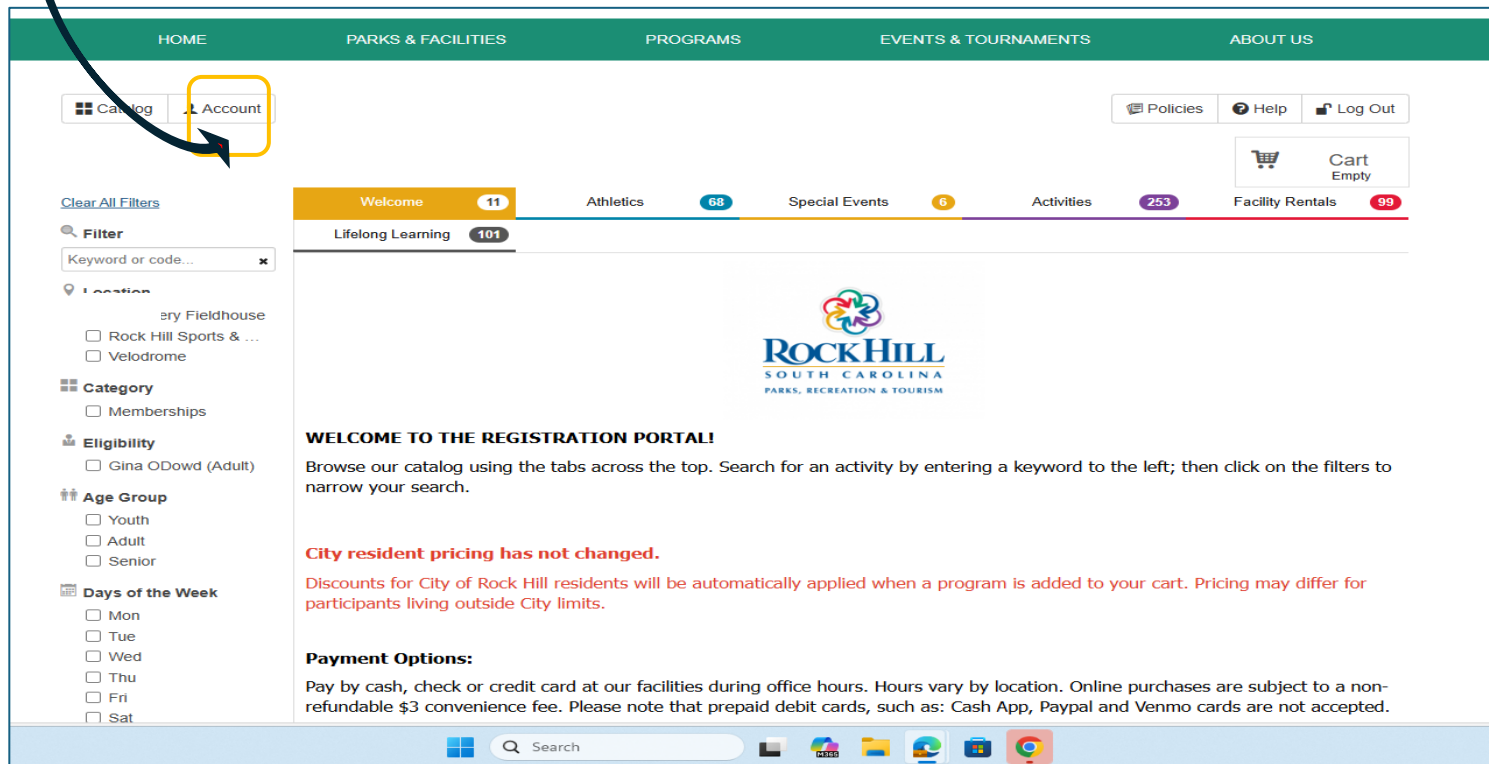 HOME PARKS & FACILITIES PROGRAMS EVENTS & TOURNAMENTS ABOUT US
Catalog Account Policies Help Log Out
Cart
Empty
Clear All Filters
Welcome 11 Athletics 68 Special Events 6 Activities 253 Facility Rentals 99
Lifelong Learning 101
Filter
Keyword or code...
Location
ery Fieldhouse
Rock Hill Sports & ...
Velodrome
Category
Memberships
Eligibility
Gina ODowd (Adult)
Age Group
Youth
Adult
Senior
Days of the Week
Mon
Tue
Wed
Thu
Fri
Sat
ROCK HILL
SOUTH CAROLINA
PARKS, RECREATION & TOURISM
WELCOME TO THE REGISTRATION PORTAL!
Browse our catalog using the tabs across the top. Search for an activity by entering a keyword to the left; then click on the filters to
narrow your search.
City resident pricing has not changed.
Discounts for City of Rock Hill residents will be automatically applied when a program is added to your cart. Pricing may differ for
participants living outside City limits.
Payment Options:
Pay by cash, check or credit card at our facilities during office hours. Hours vary by location. Online purchases are subject to a non-
refundable $3 convenience fee. Please note that prepaid debit cards, such as: Cash App, Paypal and Venmo cards are not accepted.
Search
M365